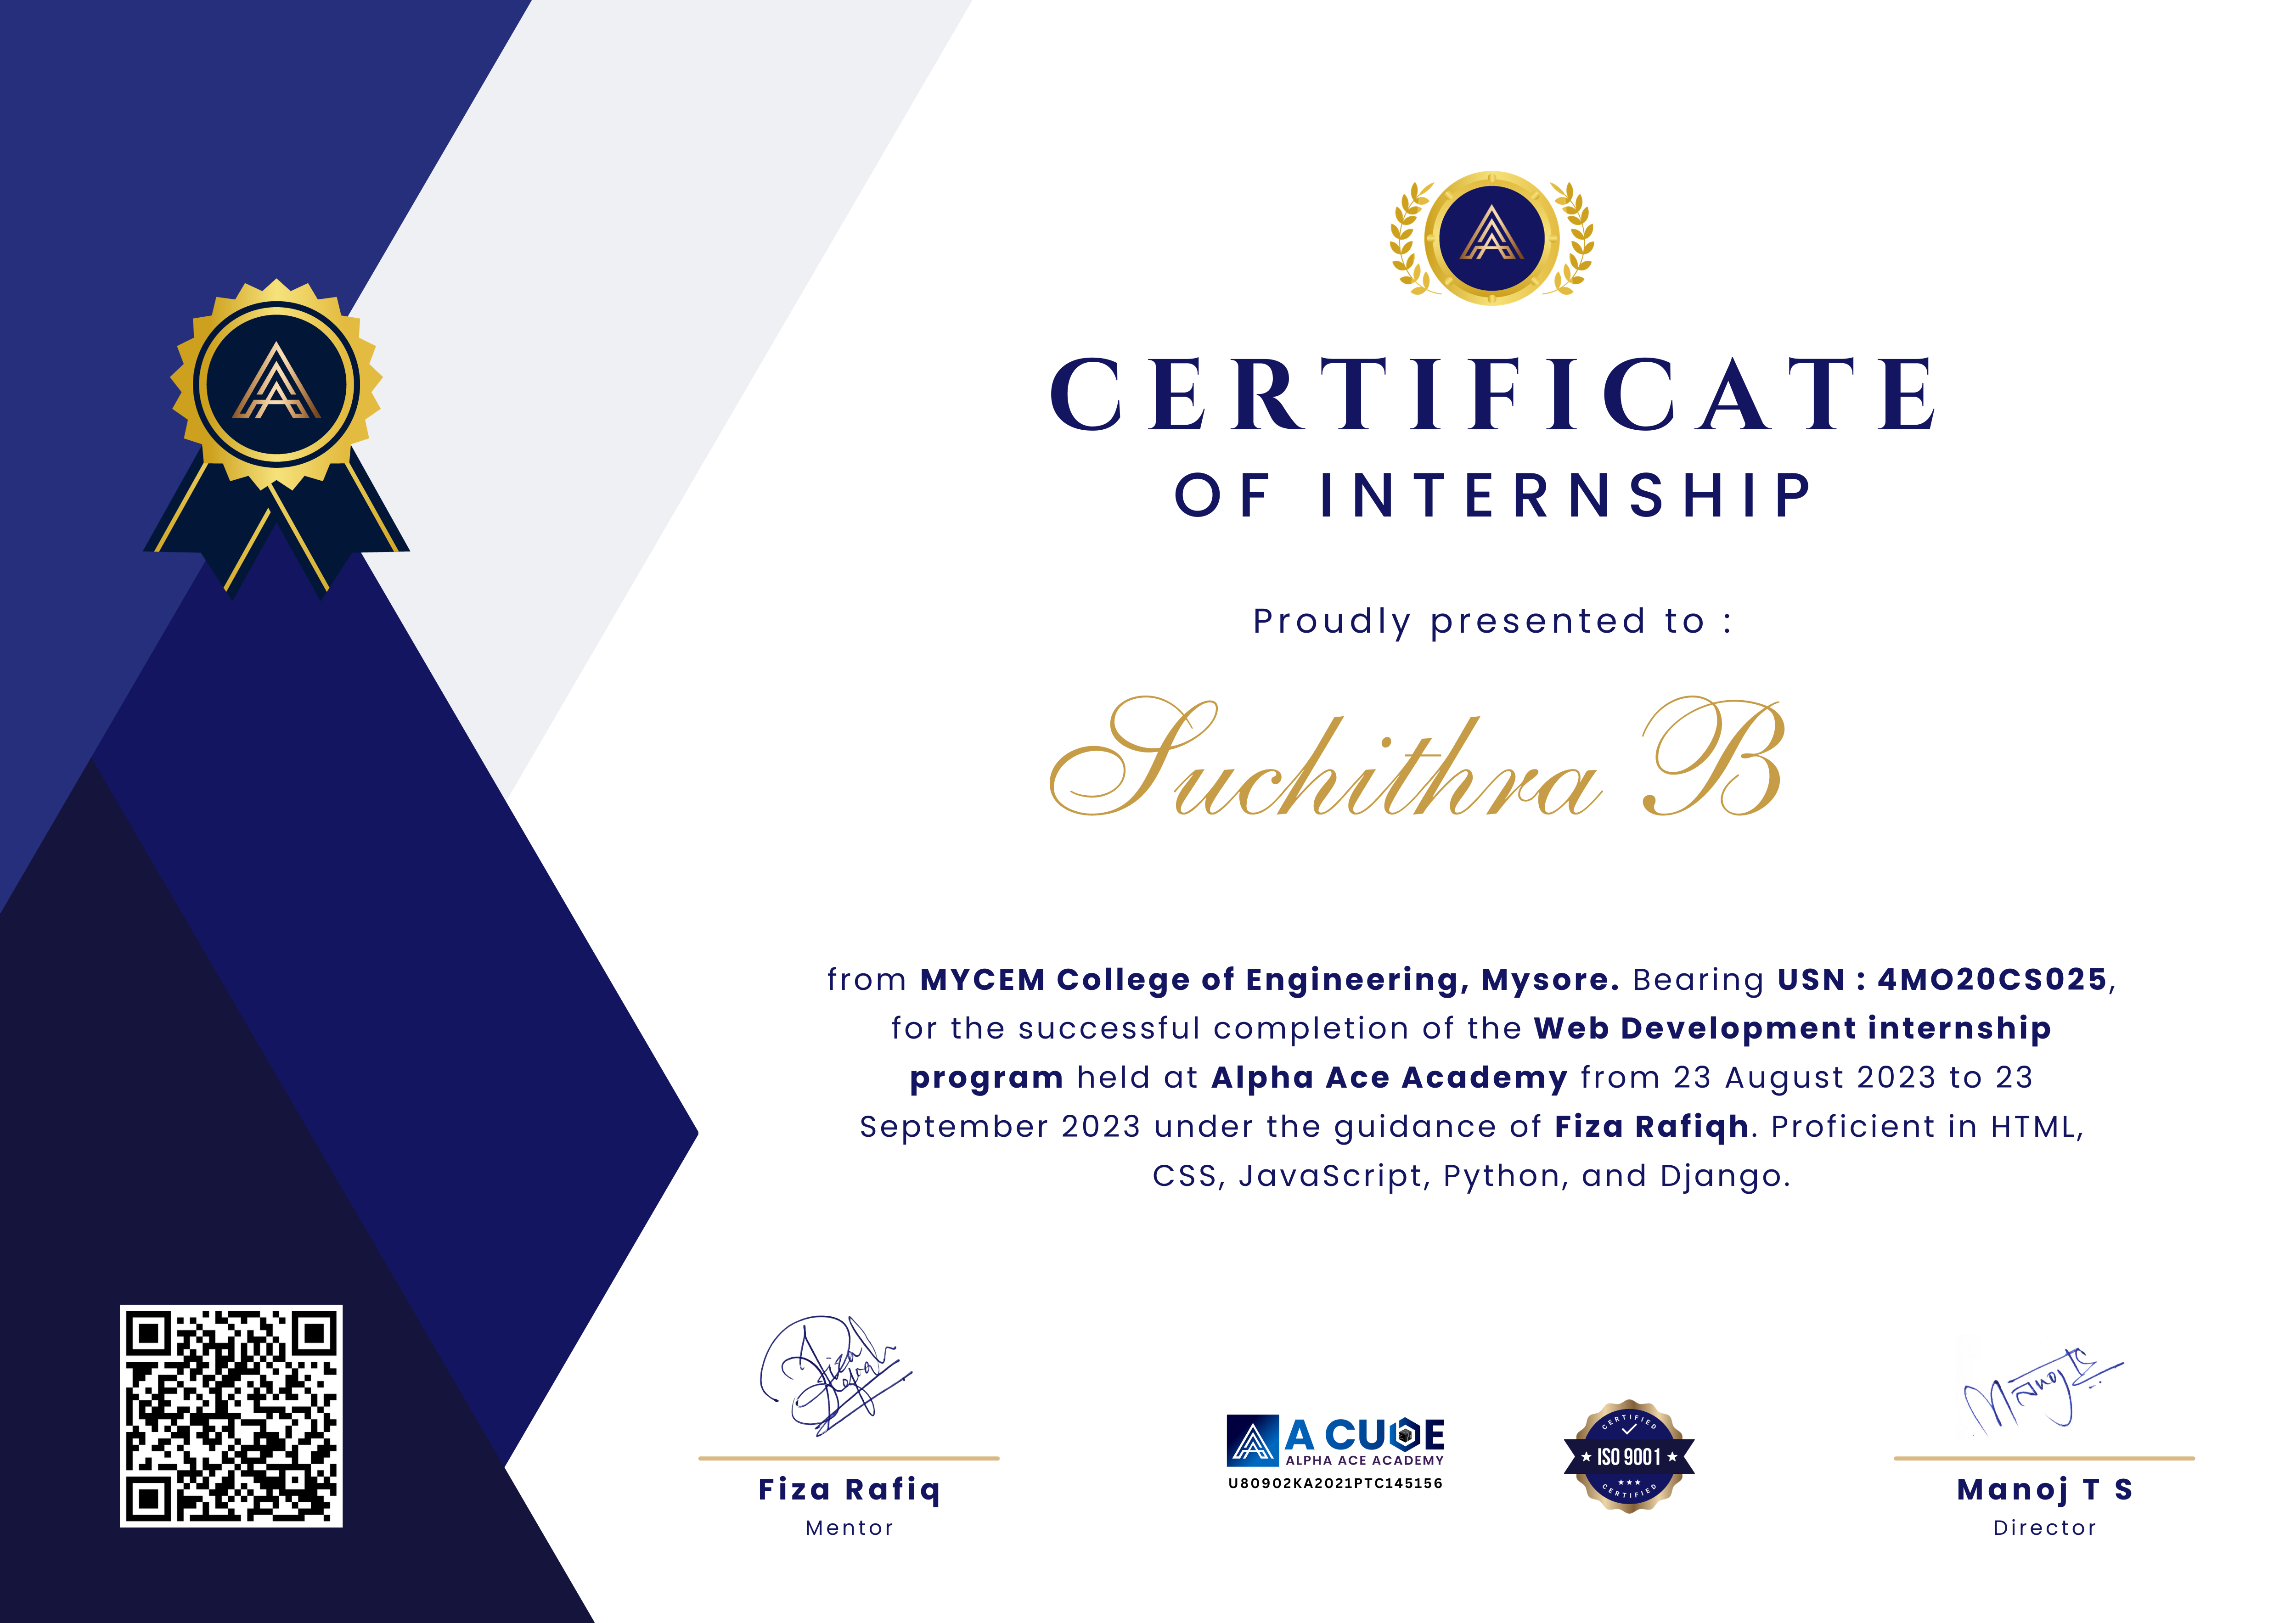 CERTIFICATE
OF INTERNSHIP
Proudly presented to :
Suchithra B
from MYCEM College of Engineering, Mysore. Bearing USN : 4MO20CS025,
for the successful completion of the Web Development internship
program held at Alpha Ace Academy from 23 August 2023 to 23
September 2023 under the guidance of Fiza Rafiqh. Proficient in HTML,
CSS, JavaScript, Python, and Django.
Fiza Rafiqh
Fiza Rafiq
Mentor
A CUBE
ALPHA ACE ACADEMY
U80902KA2021PTC145156
CERTIFIED
ISO 9001
CERTIFIED
Manoj T S
Manoj T S
Director